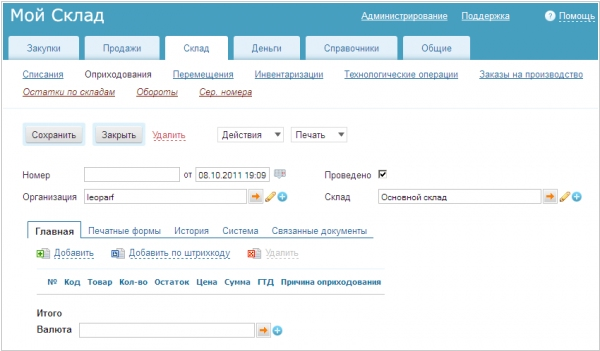 Мой Склад Администрирование Поддержка Помощь
Закупки Продажи Склад Деньги Справочники Общие
Списания Оприходования Перемещения Инвентаризации Технологические операции Заказы на производство
Остатки по складам Обороты Сер. номера
Сохранить Закрыть Удалить Действия Печать
Номер от 08.10.2011 19:09 Проведено
Организация leoparf Склад Основной склад
Главная Печатные формы История Система Связанные документы
Добавить Добавить по штрихкоду Удалить
№ Код Товар Кол-во Остаток Цена Сумма ГТД Причина оприходования
Итого
Валюта